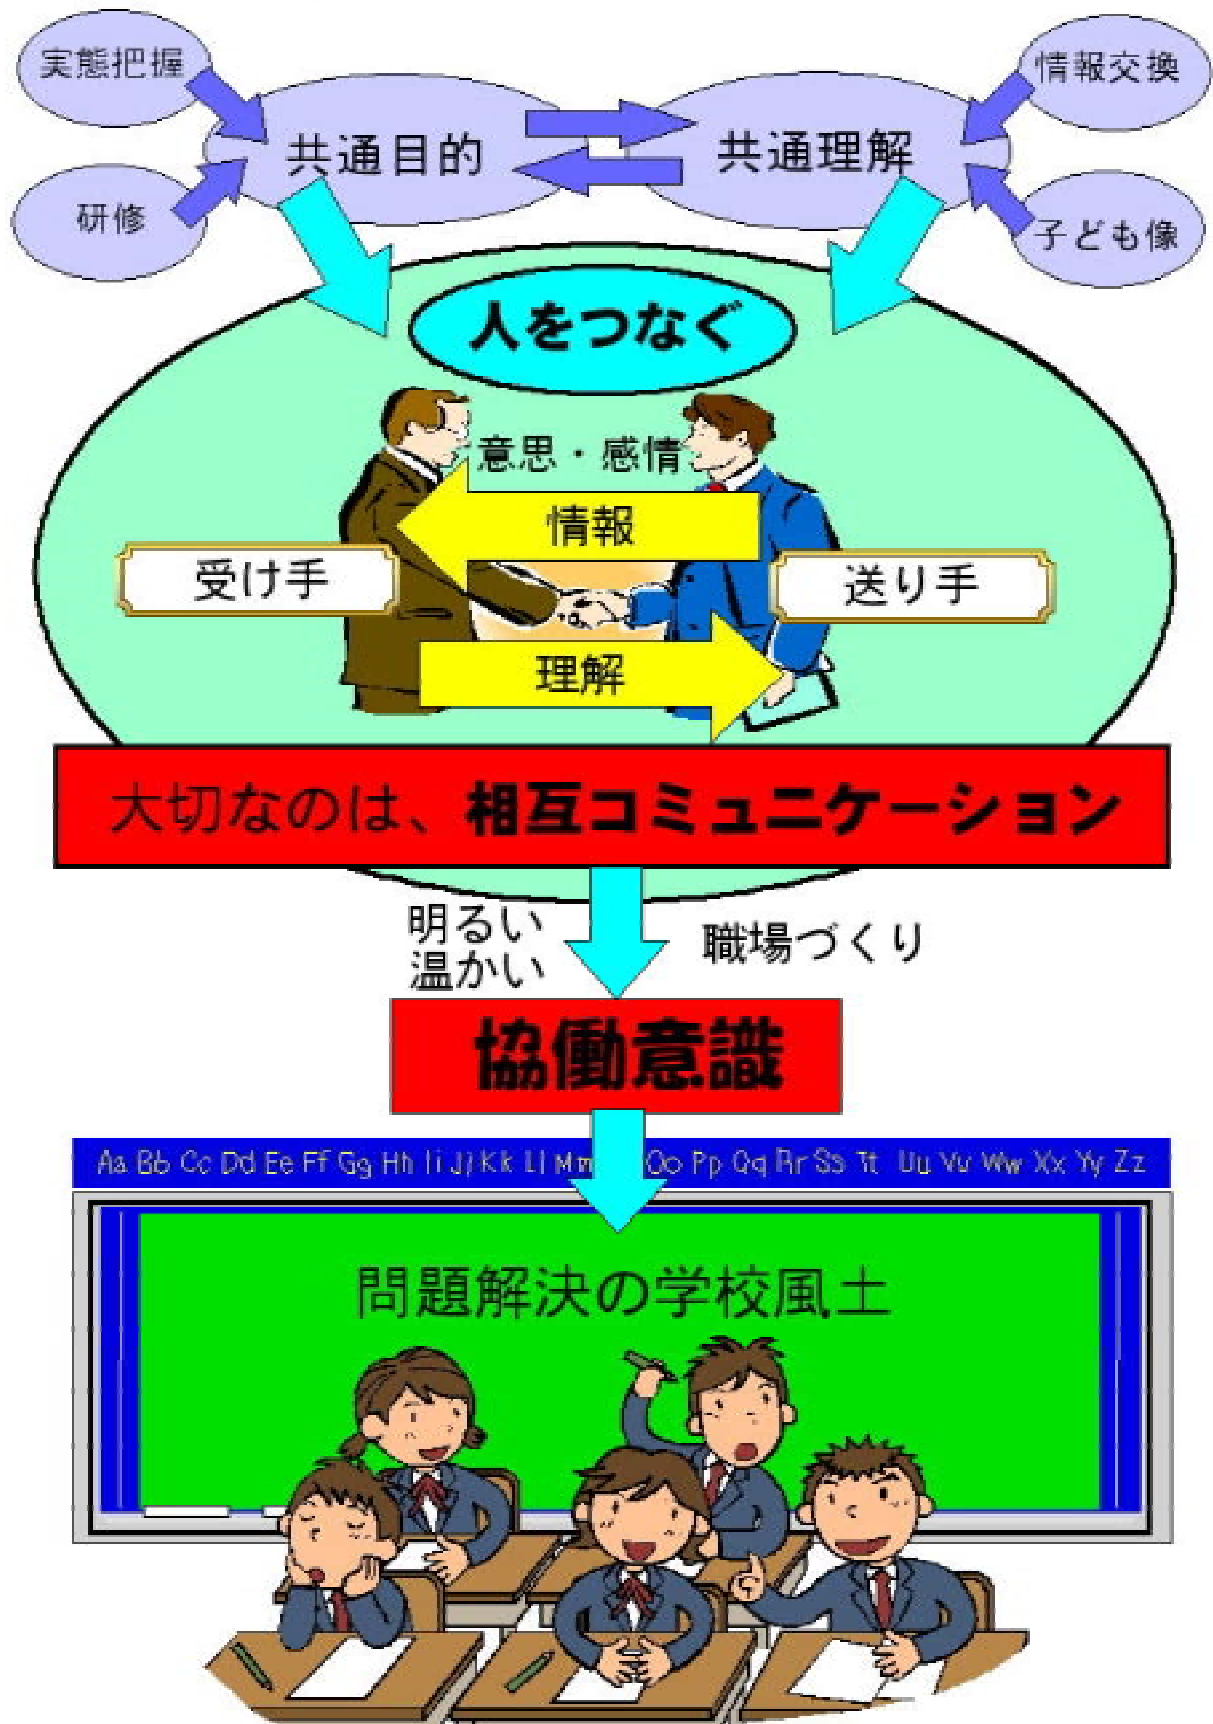 実態把握
情報交換
共通目的
共通理解
研修
子ども像
人をつなぐ
意思・感情
情報
受け手
送り手
理解
大切なのは、相互コミュニケーション
明るい
温かい
職場づくり
協働意識
Aa Bb Cc Dd Ee Ff Gg Hh Ii Jj Kk Ll Mm Oo Pp Qq Rr Ss Tt Uu Vv Ww Xx Yy Zz
問題解決の学校風土